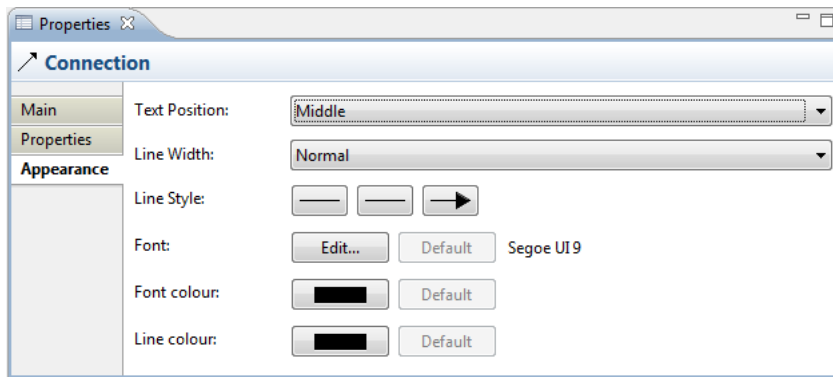 Properties
Connection
Main
Properties
Appearance
Text Position: Middle
Line Width: Normal
Line Style:
Font: Edit... Default Segoe UI 9
Font colour: Default
Line colour: Default